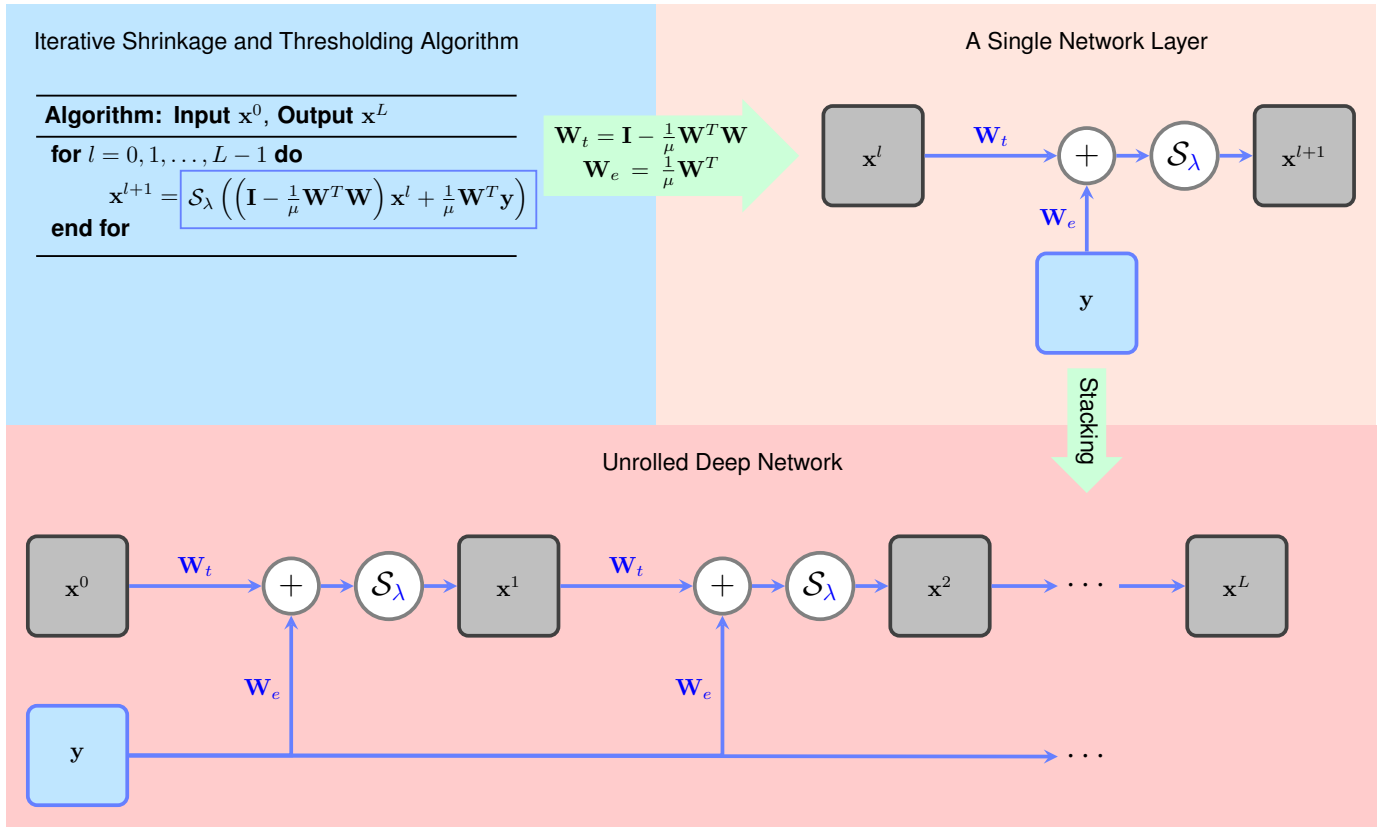 Iterative Shrinkage and Thresholding Algorithm
Algorithm: Input x^0, Output x^L
for l = 0, 1, …, L − 1 do
x^{l+1} = S_λ((I − 1/μ W^T W) x^l + 1/μ W^T y)
end for
W_t = I − 1/μ W^T W
W_e = 1/μ W^T
A Single Network Layer
x^l
W_t
+
S_λ
x^{l+1}
W_e
y
Stacking
Unrolled Deep Network
x^0
W_t
+
S_λ
x^1
W_t
+
S_λ
x^2
···
x^L
W_e
W_e
y
···